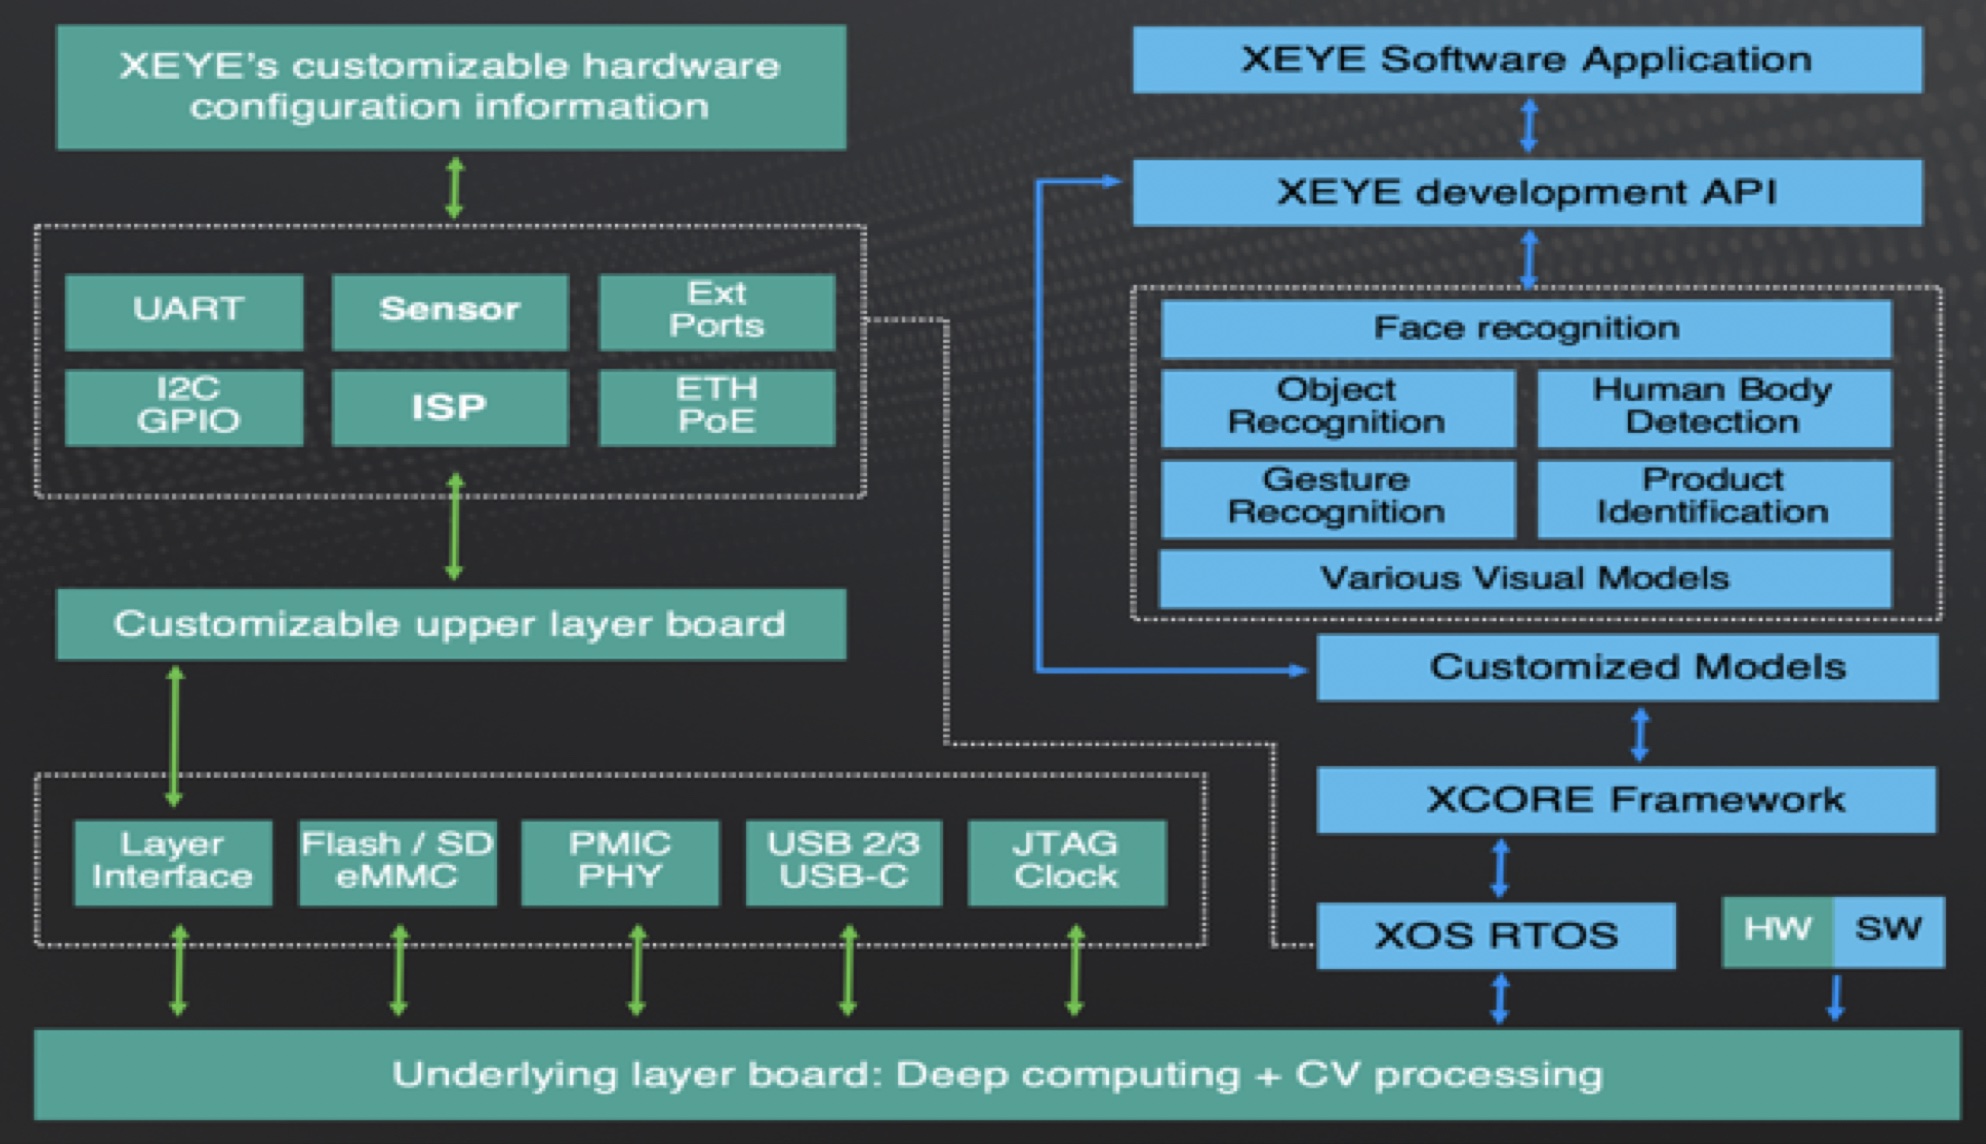 XEYE's customizable hardware
configuration information
UART
Sensor
Ext
Ports
I2C
GPIO
ISP
ETH
PoE
Customizable upper layer board
Layer
Interface
Flash / SD
eMMC
PMIC
PHY
USB 2/3
USB-C
JTAG
Clock
XEYE Software Application
XEYE development API
Face recognition
Object
Recognition
Human Body
Detection
Gesture
Recognition
Product
Identification
Various Visual Models
Customized Models
XCORE Framework
XOS RTOS
HW
SW
Underlying layer board: Deep computing + CV processing